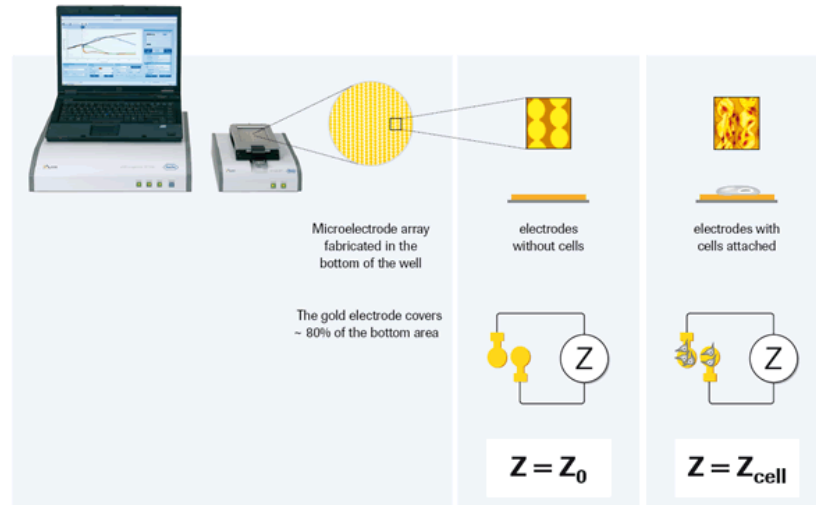 Microelectrode array
fabricated in the
bottom of the well
The gold electrode covers
~ 80% of the bottom area
electrodes
without cells
Z
Z = Z₀
electrodes with
cells attached
Z
Z = Zcell